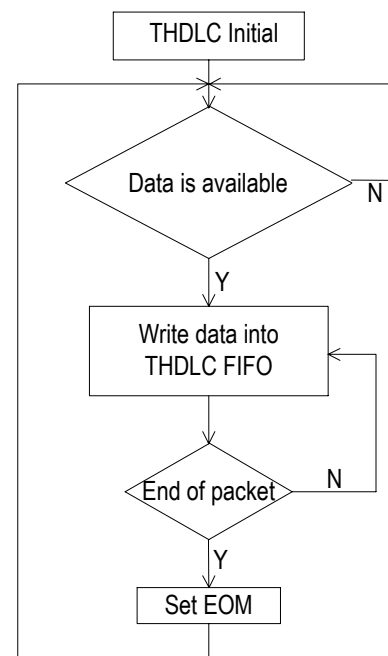 THDLC Initial
Data is available
N
Y
Write data into
THDLC FIFO
End of packet
N
Y
Set EOM